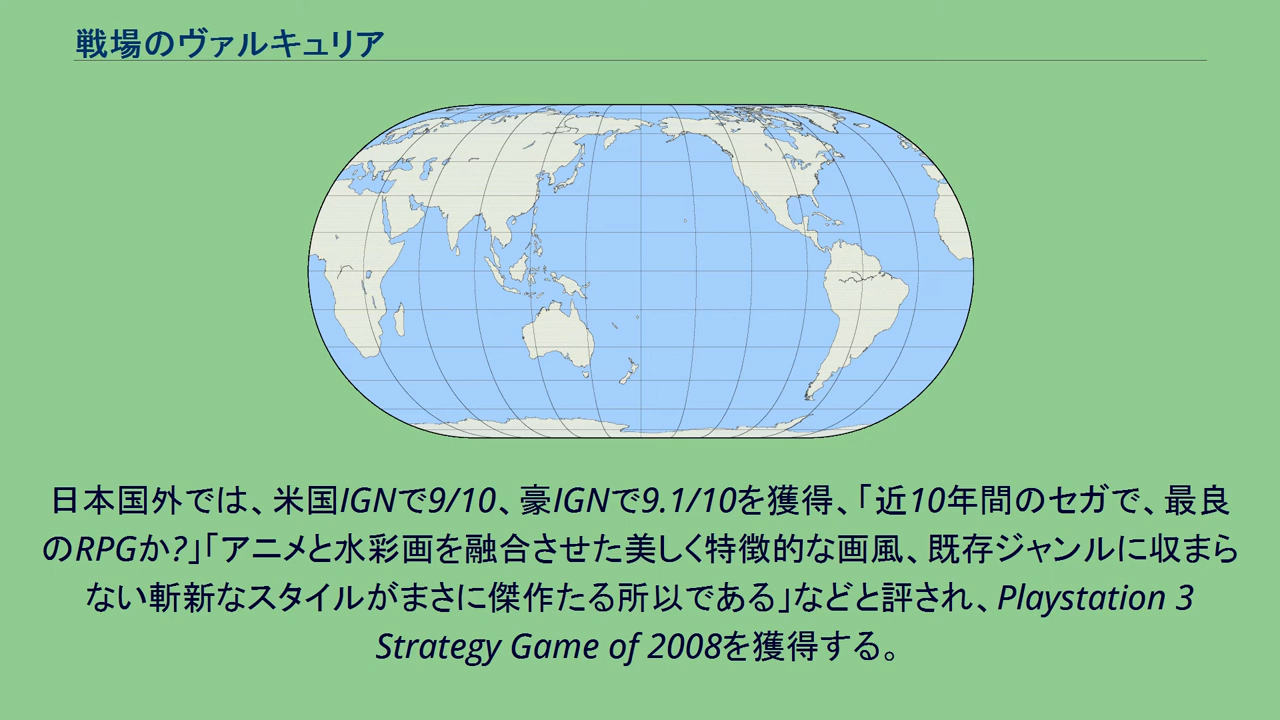 戦場のヴァルキュリア
日本国外では、米国IGNで9/10、豪IGNで9.1/10を獲得、「近10年間のセガで、最良
のRPGか?」「アニメと水彩画を融合させた美しく特徴的な画風、既存ジャンルに収まら
ない斬新なスタイルがまさに傑作たる所以である」などと評され、Playstation 3
Strategy Game of 2008を獲得する。